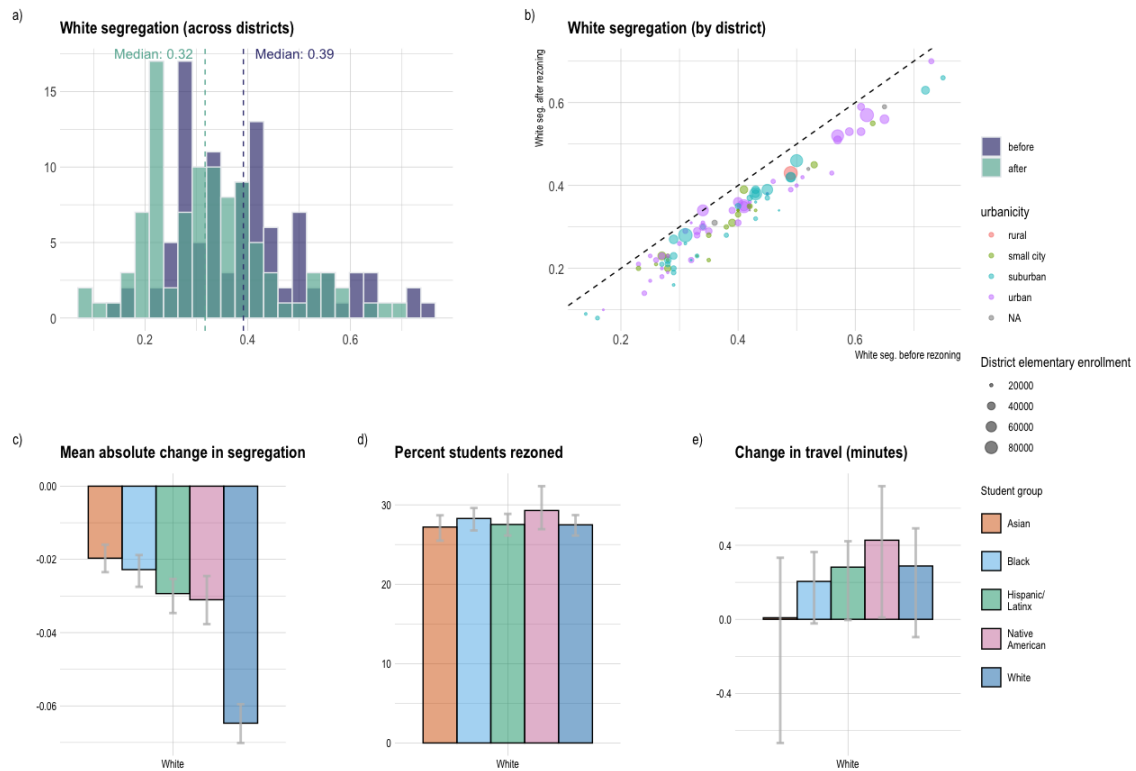 a)
White segregation (across districts)
Median: 0.32
Median: 0.39
15
10
5
0
0.2
0.4
0.6
b)
White segregation (by district)
White seg. after rezoning
0.6
0.4
0.2
0.2
0.4
0.6
White seg. before rezoning
before
after
urbanicity
rural
small city
suburban
urban
NA
District elementary enrollment
20000
40000
60000
80000
c)
Mean absolute change in segregation
0.00
-0.02
-0.04
-0.06
White
d)
Percent students rezoned
30
20
10
0
White
e)
Change in travel (minutes)
0.4
0.0
-0.4
White
Student group
Asian
Black
Hispanic/
Latinx
Native
American
White